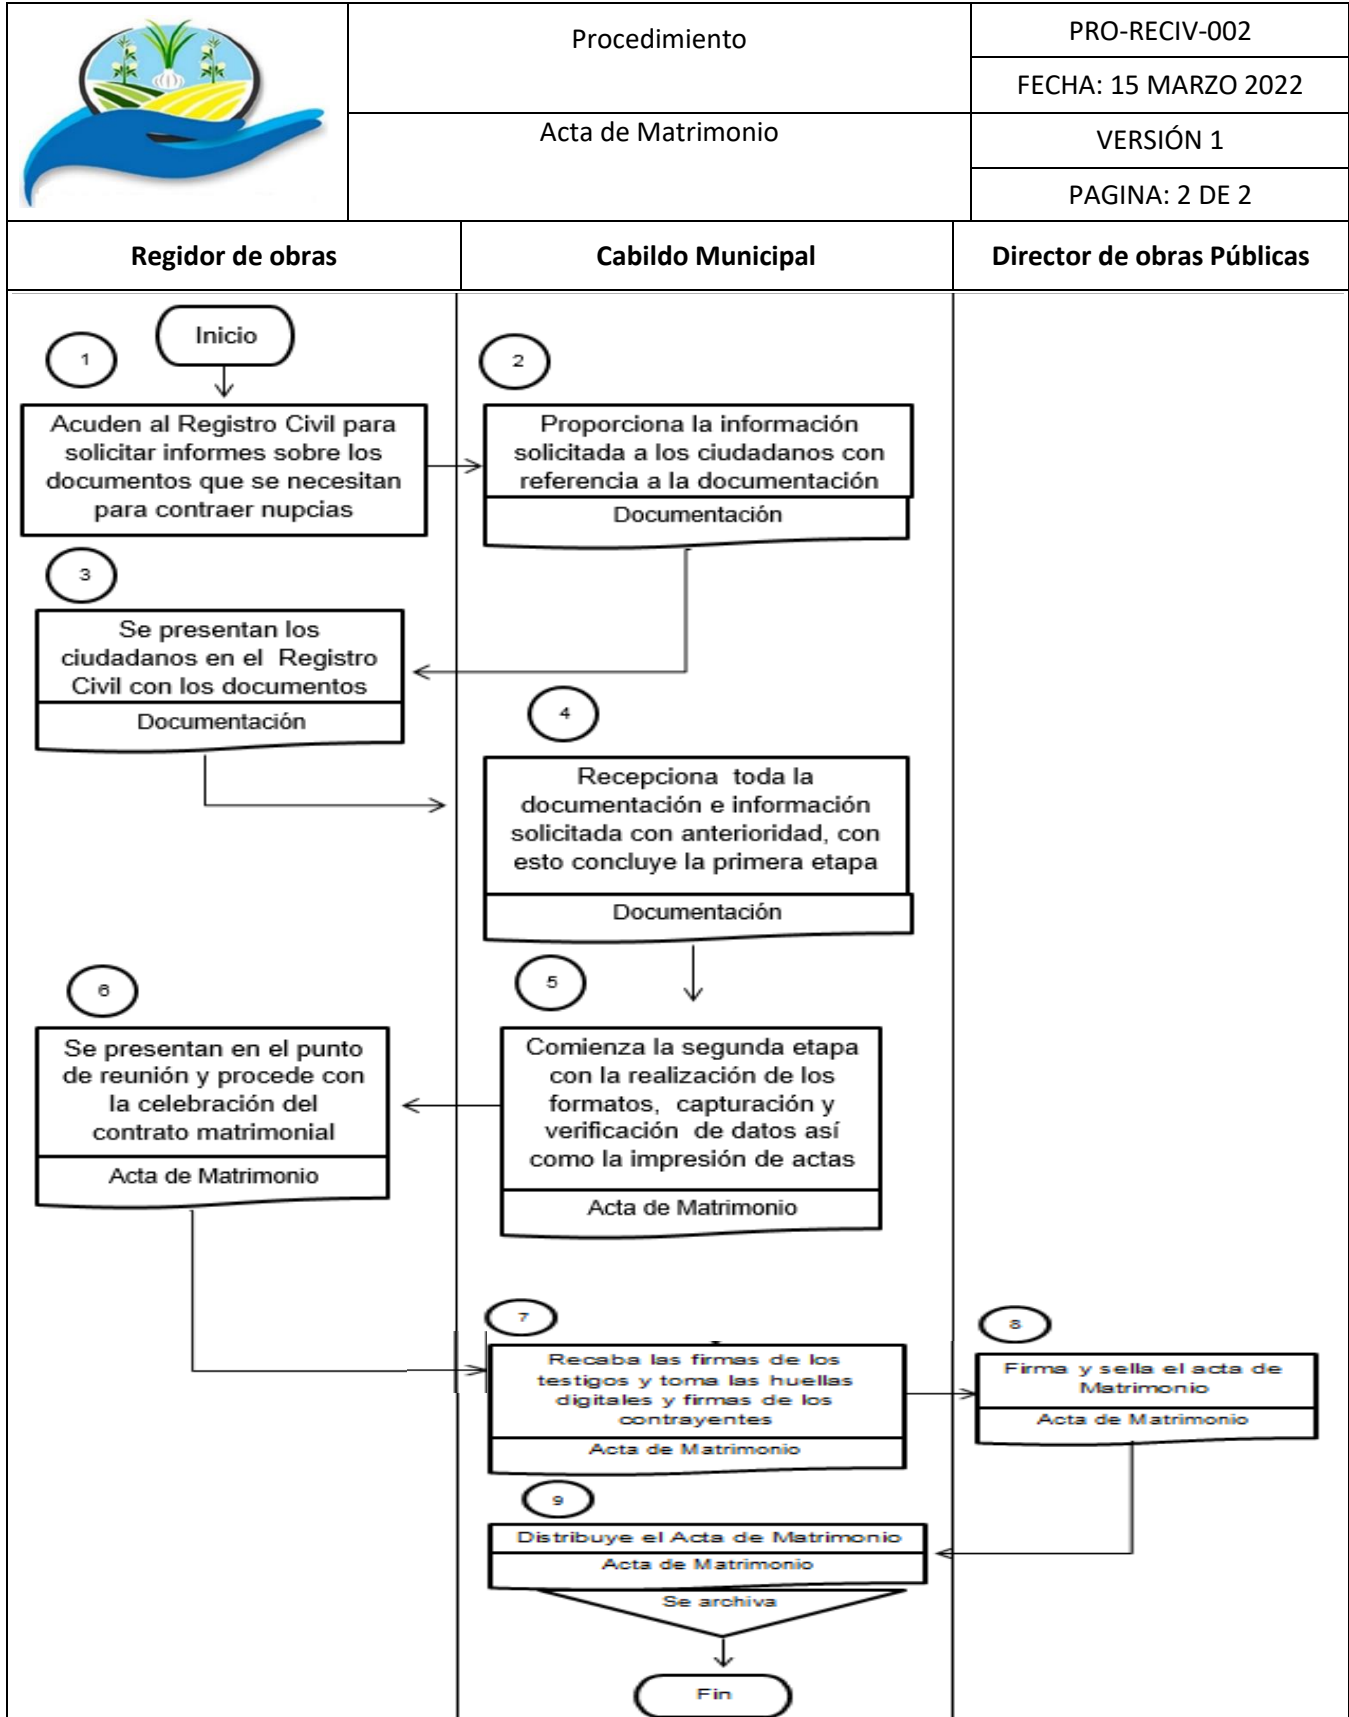 Procedimiento
PRO-RECIV-002
FECHA: 15 MARZO 2022
Acta de Matrimonio
VERSIÓN 1
PAGINA: 2 DE 2
Regidor de obras
Cabildo Municipal
Director de obras Públicas
Inicio
1
Acuden al Registro Civil para
solicitar informes sobre los
documentos que se necesitan
para contraer nupcias
2
Proporciona la información
solicitada a los ciudadanos con
referencia a la documentación
Documentación
3
Se presentan los
ciudadanos en el Registro
Civil con los documentos
Documentación
4
Recepciona toda la
documentación e información
solicitada con anterioridad, con
esto concluye la primera etapa
Documentación
5
Comienza la segunda etapa
con la realización de los
formatos, capturación y
verificación de datos así
como la impresión de actas
Acta de Matrimonio
6
Se presentan en el punto
de reunión y procede con
la celebración del
contrato matrimonial
Acta de Matrimonio
7
Recaba las firmas de los
testigos y toma las huellas
digitales y firmas de los
contrayentes
Acta de Matrimonio
8
Firma y sella el acta de
Matrimonio
Acta de Matrimonio
9
Distribuye el Acta de Matrimonio
Acta de Matrimonio
Se archiva
Fin